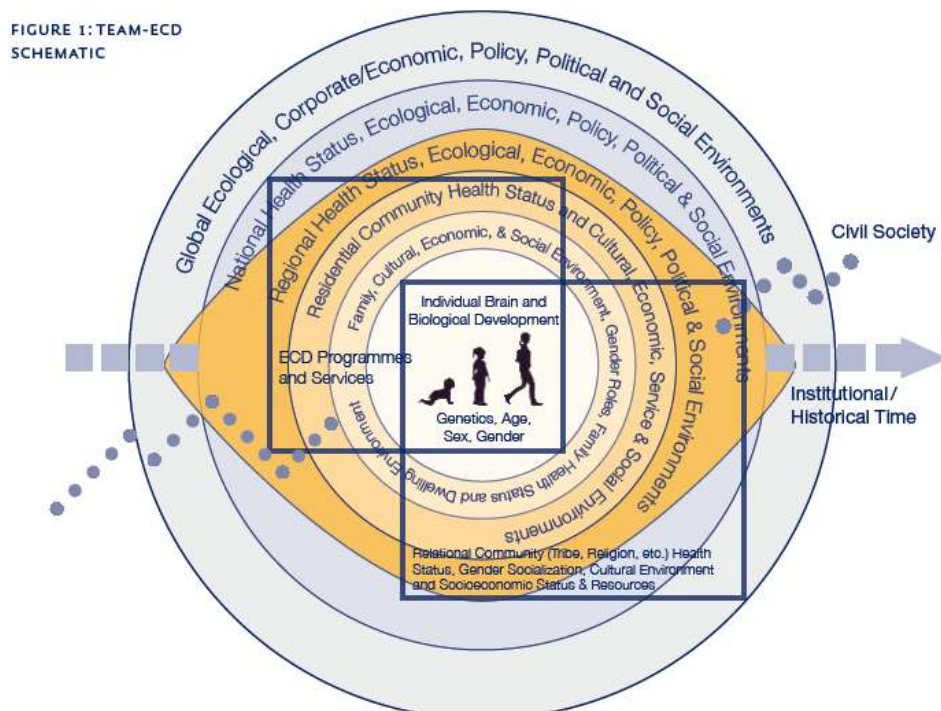 FIGURE 1: TEAM-ECD
SCHEMATIC
Global Ecological, Corporate/Economic, Policy, Political and Social Environments
National Health Status, Ecological, Economic, Policy, Political & Social Environments
Regional Health Status, Ecological, Economic, Policy, Political & Social Environments
Residential Community Health Status and Cultural, Economic, Service & Social Environments
Family, Cultural, Economic, & Social Environment, Gender Roles, Family Health Status and Dwelling Environment
Civil Society
Individual Brain and
Biological Development
ECD Programmes
and Services
Genetics, Age,
Sex, Gender
Institutional/
Historical Time
Relational Community (Tribe, Religion, etc.) Health
Status, Gender Socialization, Cultural Environment
and Socioeconomic Status & Resources